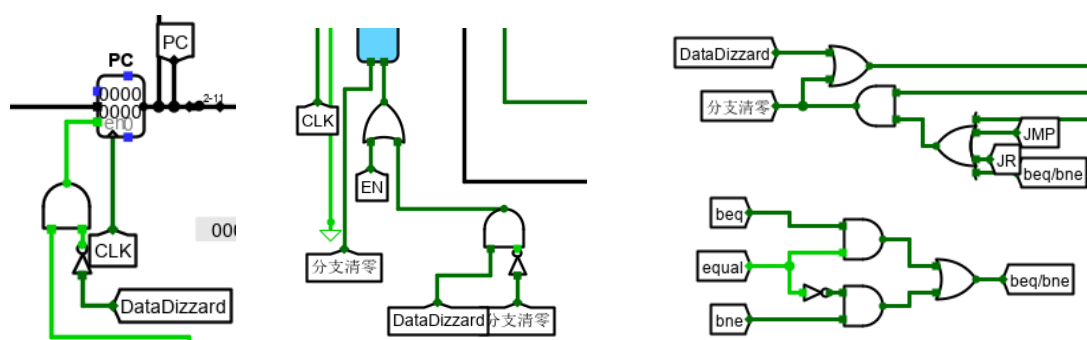 PC
PC
0000
0000
en0
2-11
CLK
000
DataDizzard
CLK
EN
分支清零
DataDizzard
分支清零
DataDizzard
分支清零
JMP
JR
beq/bne
beq
equal
beq/bne
bne